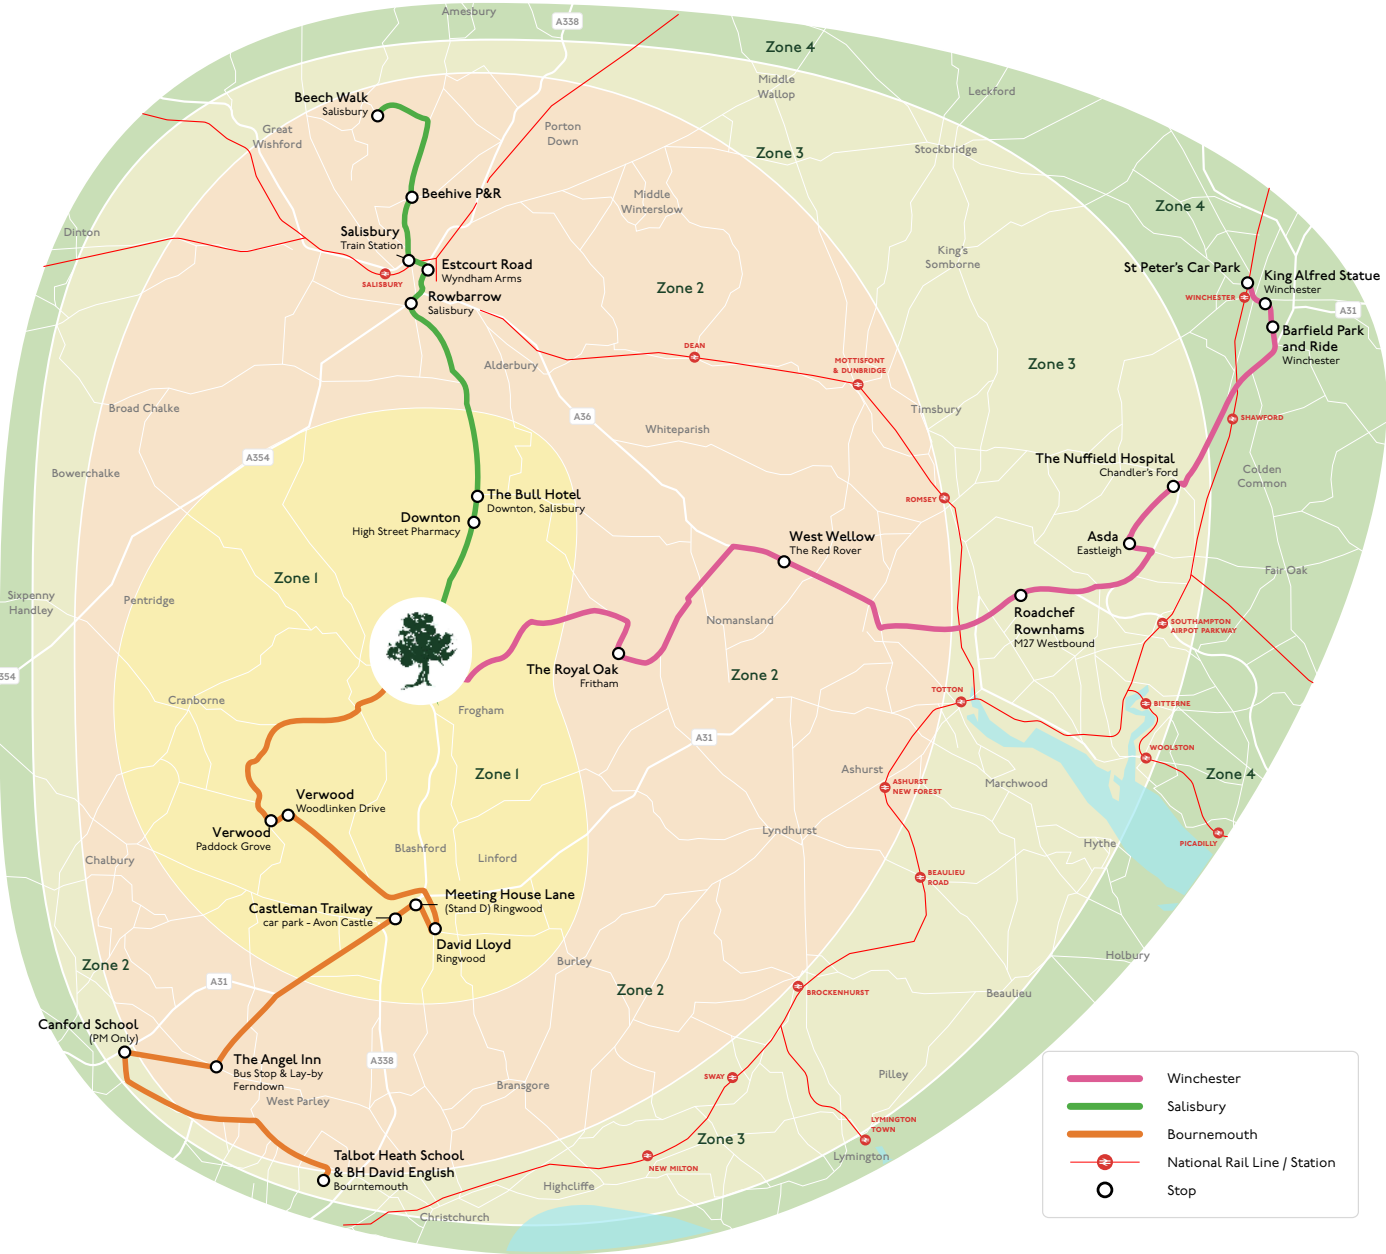 Amesbury
A338
Zone 4
Middle
Wallop
Leckford
Beech Walk
Salisbury
Great
Wishford
Porton
Down
Zone 3
Stockbridge
Beehive P&R
Middle
Winterslow
Zone 4
Dinton
Salisbury
Train Station
Estcourt Road
Wyndham Arms
SALISBURY
Rowbarrow
Salisbury
Zone 2
King's
Somborne
St Peter's Car Park
King Alfred Statue
Winchester
WINCHESTER
A31
Barfield Park
and Ride
Winchester
DEAN
MOTTISFONT
& DUNBRIDGE
Alderbury
Zone 3
Broad Chalke
A36
Timsbury
SHAWFORD
Whiteparish
A354
Bowerchalke
The Nuffield Hospital
Chandler's Ford
Colden
Common
The Bull Hotel
Downton, Salisbury
ROMSEY
Downton
High Street Pharmacy
West Wellow
The Red Rover
Asda
Eastleigh
Zone 1
Fair Oak
Sixpenny
Handley
Pentridge
Nomansland
Roadchef
Rownhams
M27 Westbound
SOUTHAMPTON
AIRPOT PARKWAY
354
The Royal Oak
Fritham
Zone 2
Cranborne
Frogham
TOTTON
BITTERNE
A31
WOOLSTON
Zone 1
Ashurst
ASHURST
NEW FOREST
Marchwood
Zone 4
Verwood
Woodlinken Drive
Verwood
Paddock Grove
Lyndhurst
Hythe
PICADILLY
Chalbury
Blashford
Linford
BEAULIEU
ROAD
Meeting House Lane
(Stand D) Ringwood
Castleman Trailway
car park - Avon Castle
David Lloyd
Ringwood
Zone 2
Burley
Holbury
A31
Zone 2
BROCKENHURST
Beaulieu
Canford School
(PM Only)
The Angel Inn
Bus Stop & Lay-by
Ferndown
A338
West Parley
Bransgore
SWAY
Pilley
LYMINGTON
TOWN
Zone 3
Lymington
Talbot Heath School
& BH David English
Bourntemouth
NEW MILTON
Highcliffe
Christchurch
Winchester
Salisbury
Bournemouth
National Rail Line / Station
Stop